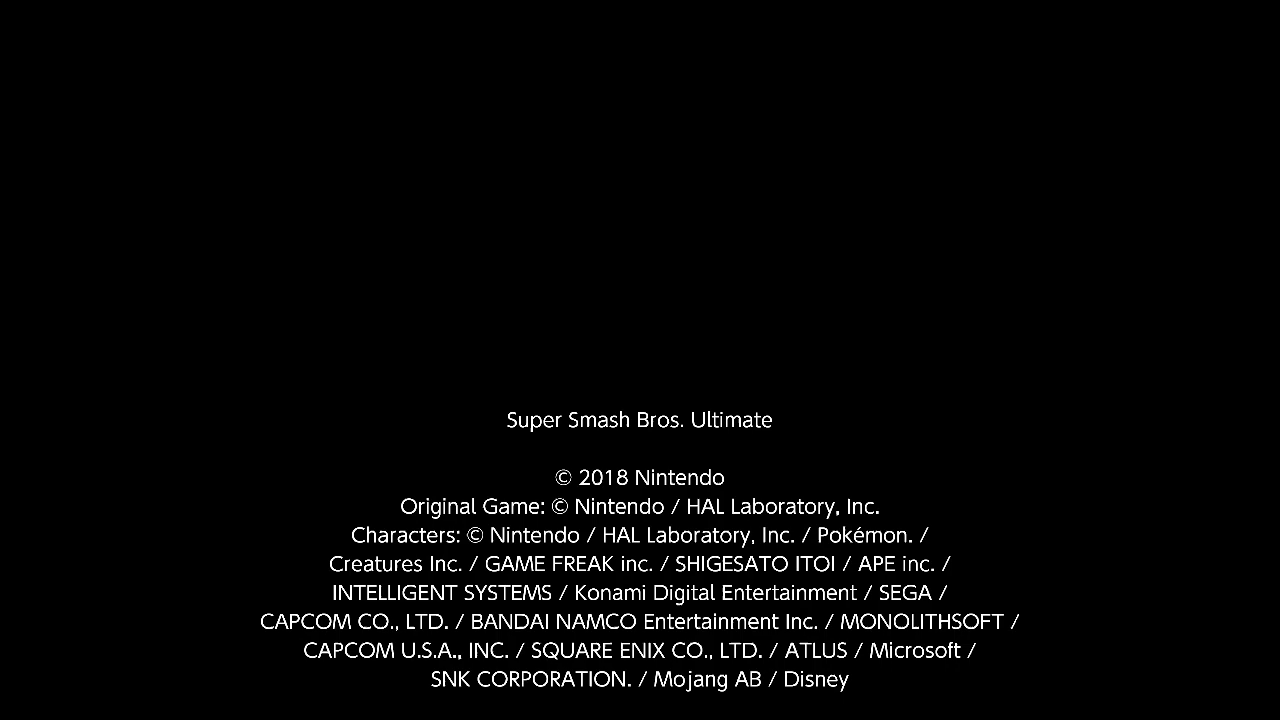 Super Smash Bros. Ultimate
© 2018 Nintendo
Original Game: © Nintendo / HAL Laboratory, Inc.
Characters: © Nintendo / HAL Laboratory, Inc. / Pokémon. /
Creatures Inc. / GAME FREAK inc. / SHIGESATO ITOI / APE inc. /
INTELLIGENT SYSTEMS / Konami Digital Entertainment / SEGA /
CAPCOM CO., LTD. / BANDAI NAMCO Entertainment Inc. / MONOLITHSOFT /
CAPCOM U.S.A., INC. / SQUARE ENIX CO., LTD. / ATLUS / Microsoft /
SNK CORPORATION. / Mojang AB / Disney